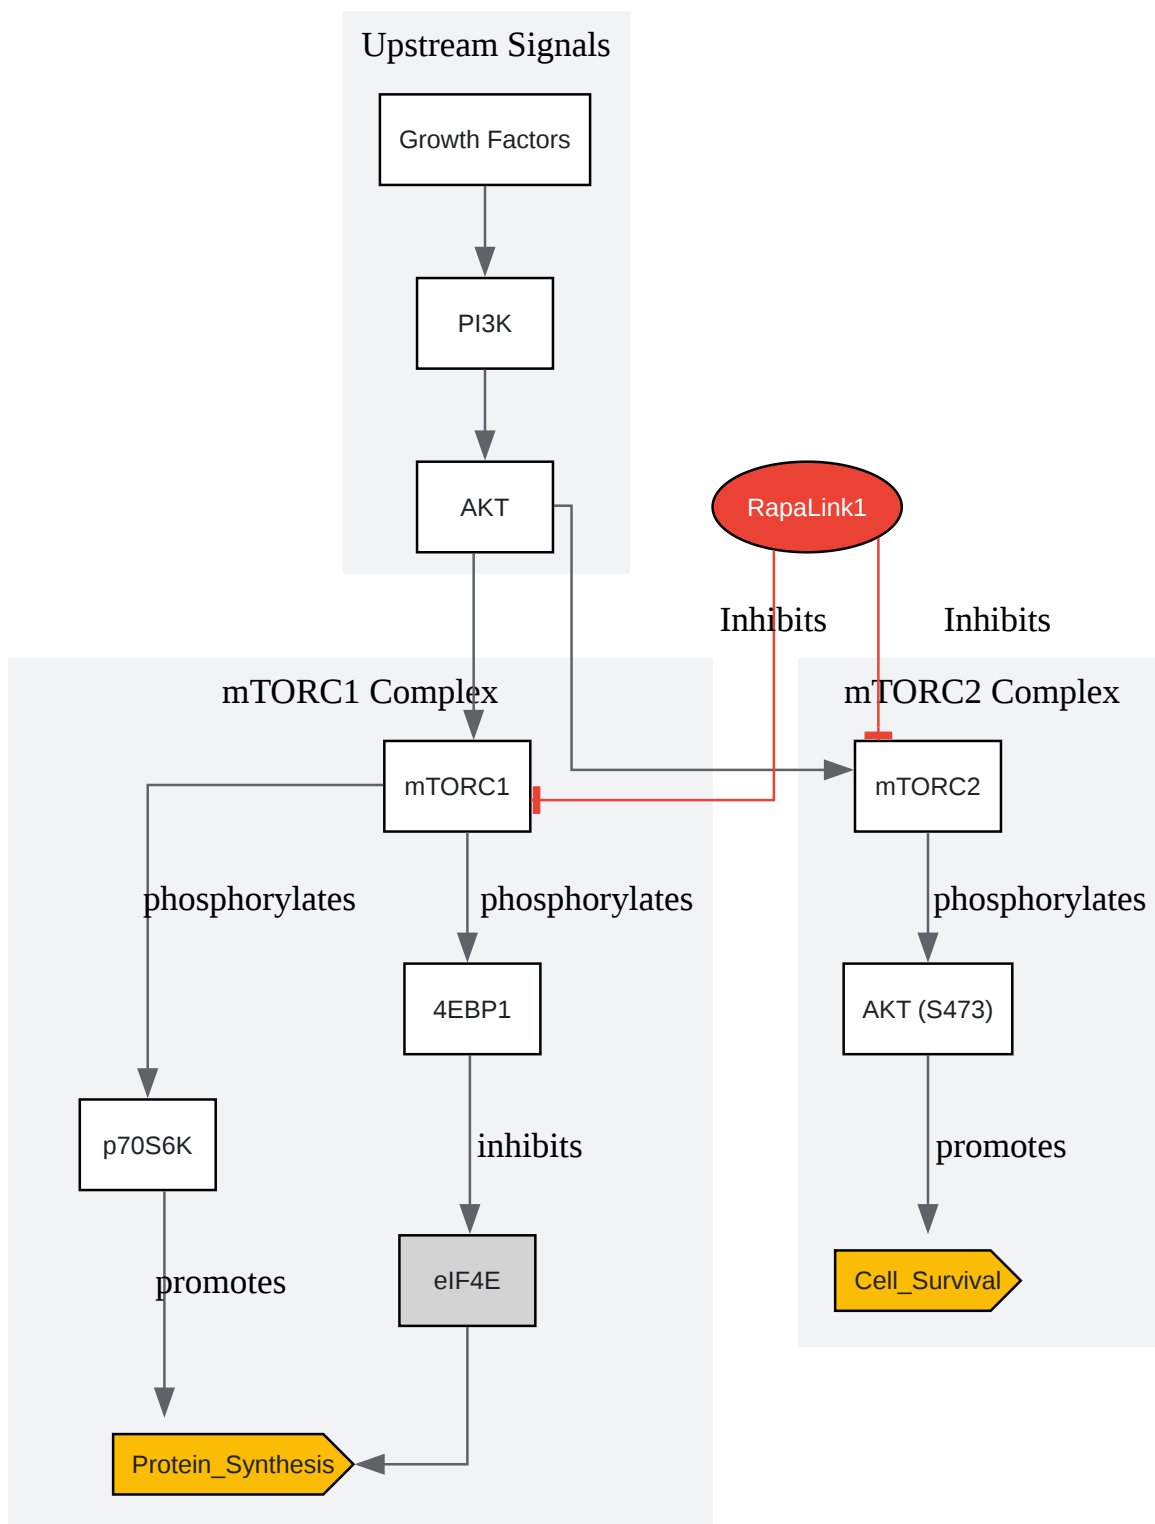 Upstream Signals
Growth Factors
PI3K
AKT
RapaLink1
Inhibits
Inhibits
mTORC1 Complex
mTORC2 Complex
mTORC1
mTORC2
phosphorylates
phosphorylates
phosphorylates
4EBP1
AKT (S473)
p70S6K
inhibits
promotes
promotes
eIF4E
Cell_Survival
Protein_Synthesis